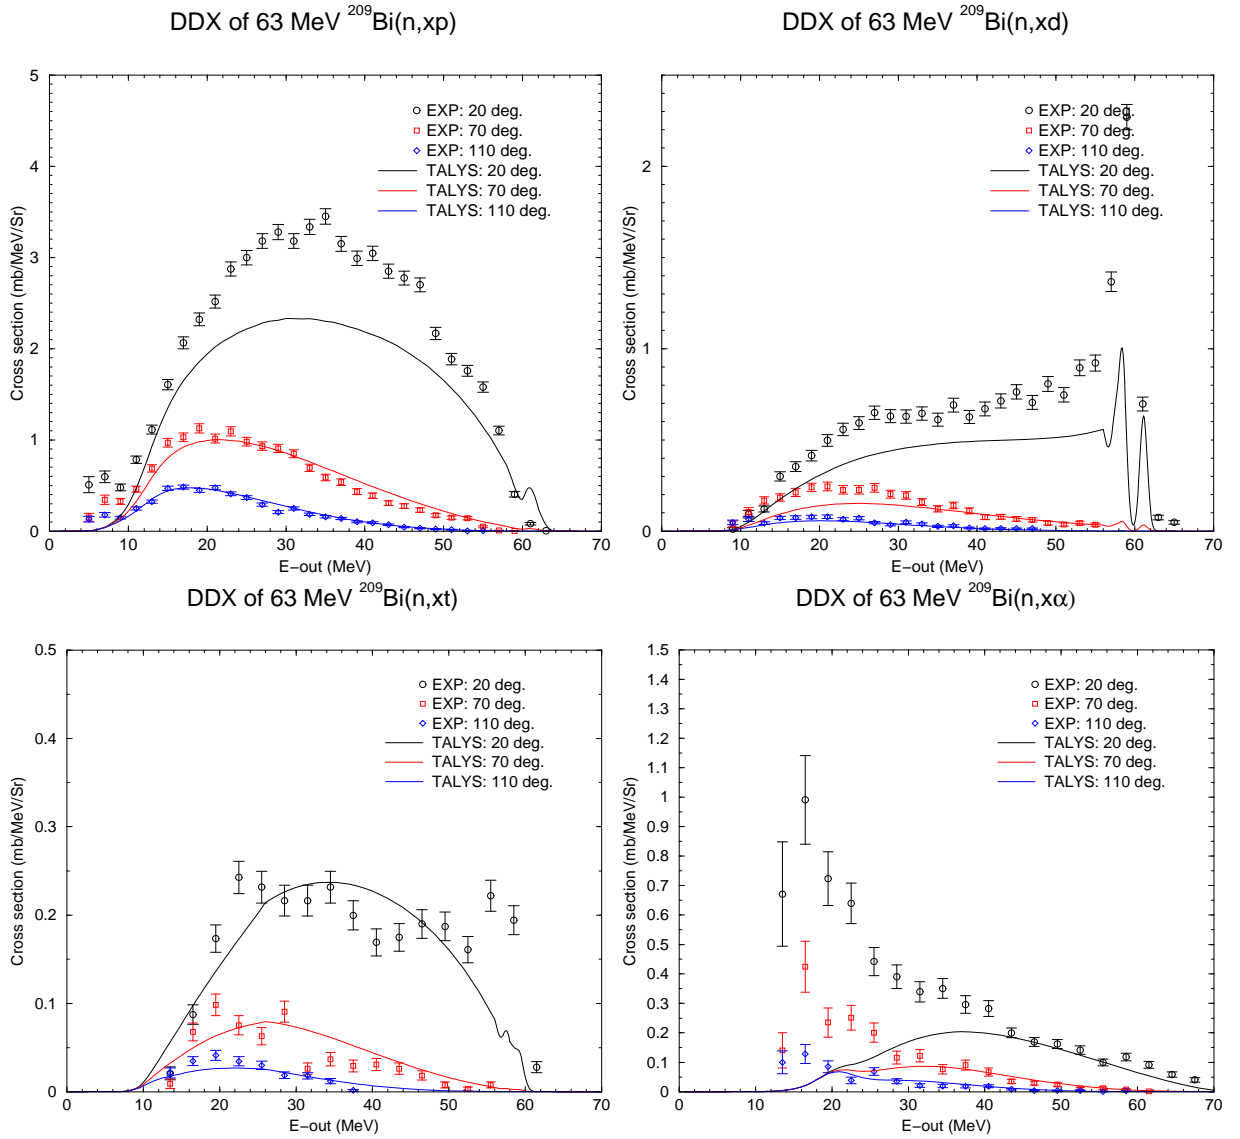 DDX of 63 MeV ²⁰⁹Bi(n,xp)
5
4
3
2
1
0
Cross section (mb/MeV/Sr)
EXP: 20 deg.
EXP: 70 deg.
EXP: 110 deg.
TALYS: 20 deg.
TALYS: 70 deg.
TALYS: 110 deg.
0 10 20 30 40 50 60 70
E−out (MeV)
DDX of 63 MeV ²⁰⁹Bi(n,xd)
2
1
0
Cross section (mb/MeV/Sr)
EXP: 20 deg.
EXP: 70 deg.
EXP: 110 deg.
TALYS: 20 deg.
TALYS: 70 deg.
TALYS: 110 deg.
0 10 20 30 40 50 60 70
E−out (MeV)
DDX of 63 MeV ²⁰⁹Bi(n,xt)
0.5
0.4
0.3
0.2
0.1
0
Cross section (mb/MeV/Sr)
EXP: 20 deg.
EXP: 70 deg.
EXP: 110 deg.
TALYS: 20 deg.
TALYS: 70 deg.
TALYS: 110 deg.
0 10 20 30 40 50 60 70
E−out (MeV)
DDX of 63 MeV ²⁰⁹Bi(n,xα)
1.5
1.4
1.3
1.2
1.1
1
0.9
0.8
0.7
0.6
0.5
0.4
0.3
0.2
0.1
0
Cross section (mb/MeV/Sr)
EXP: 20 deg.
EXP: 70 deg.
EXP: 110 deg.
TALYS: 20 deg.
TALYS: 70 deg.
TALYS: 110 deg.
0 10 20 30 40 50 60 70
E−out (MeV)